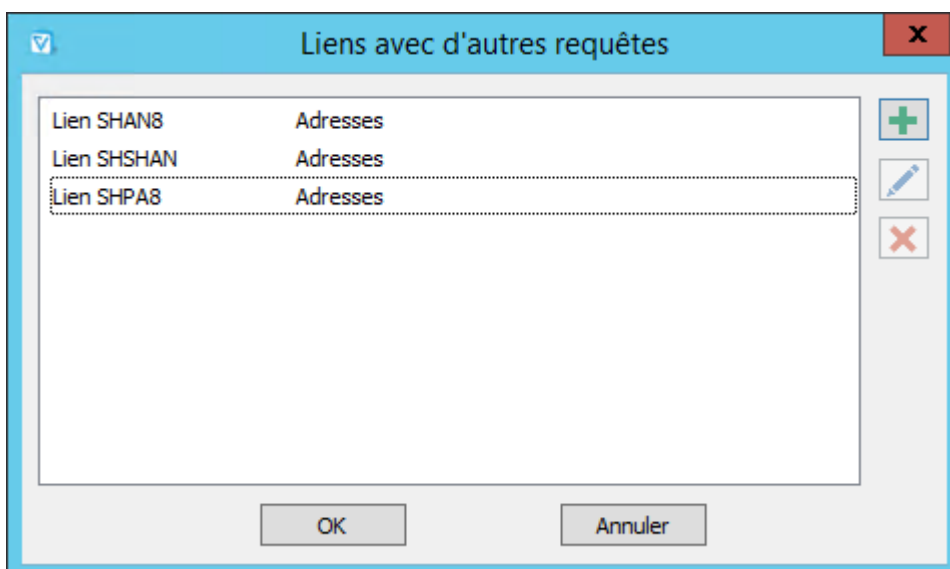 Liens avec d'autres requêtes
x
Lien SHAN8 Adresses
Lien SHSHAN Adresses
Lien SHPA8 Adresses
OK Annuler